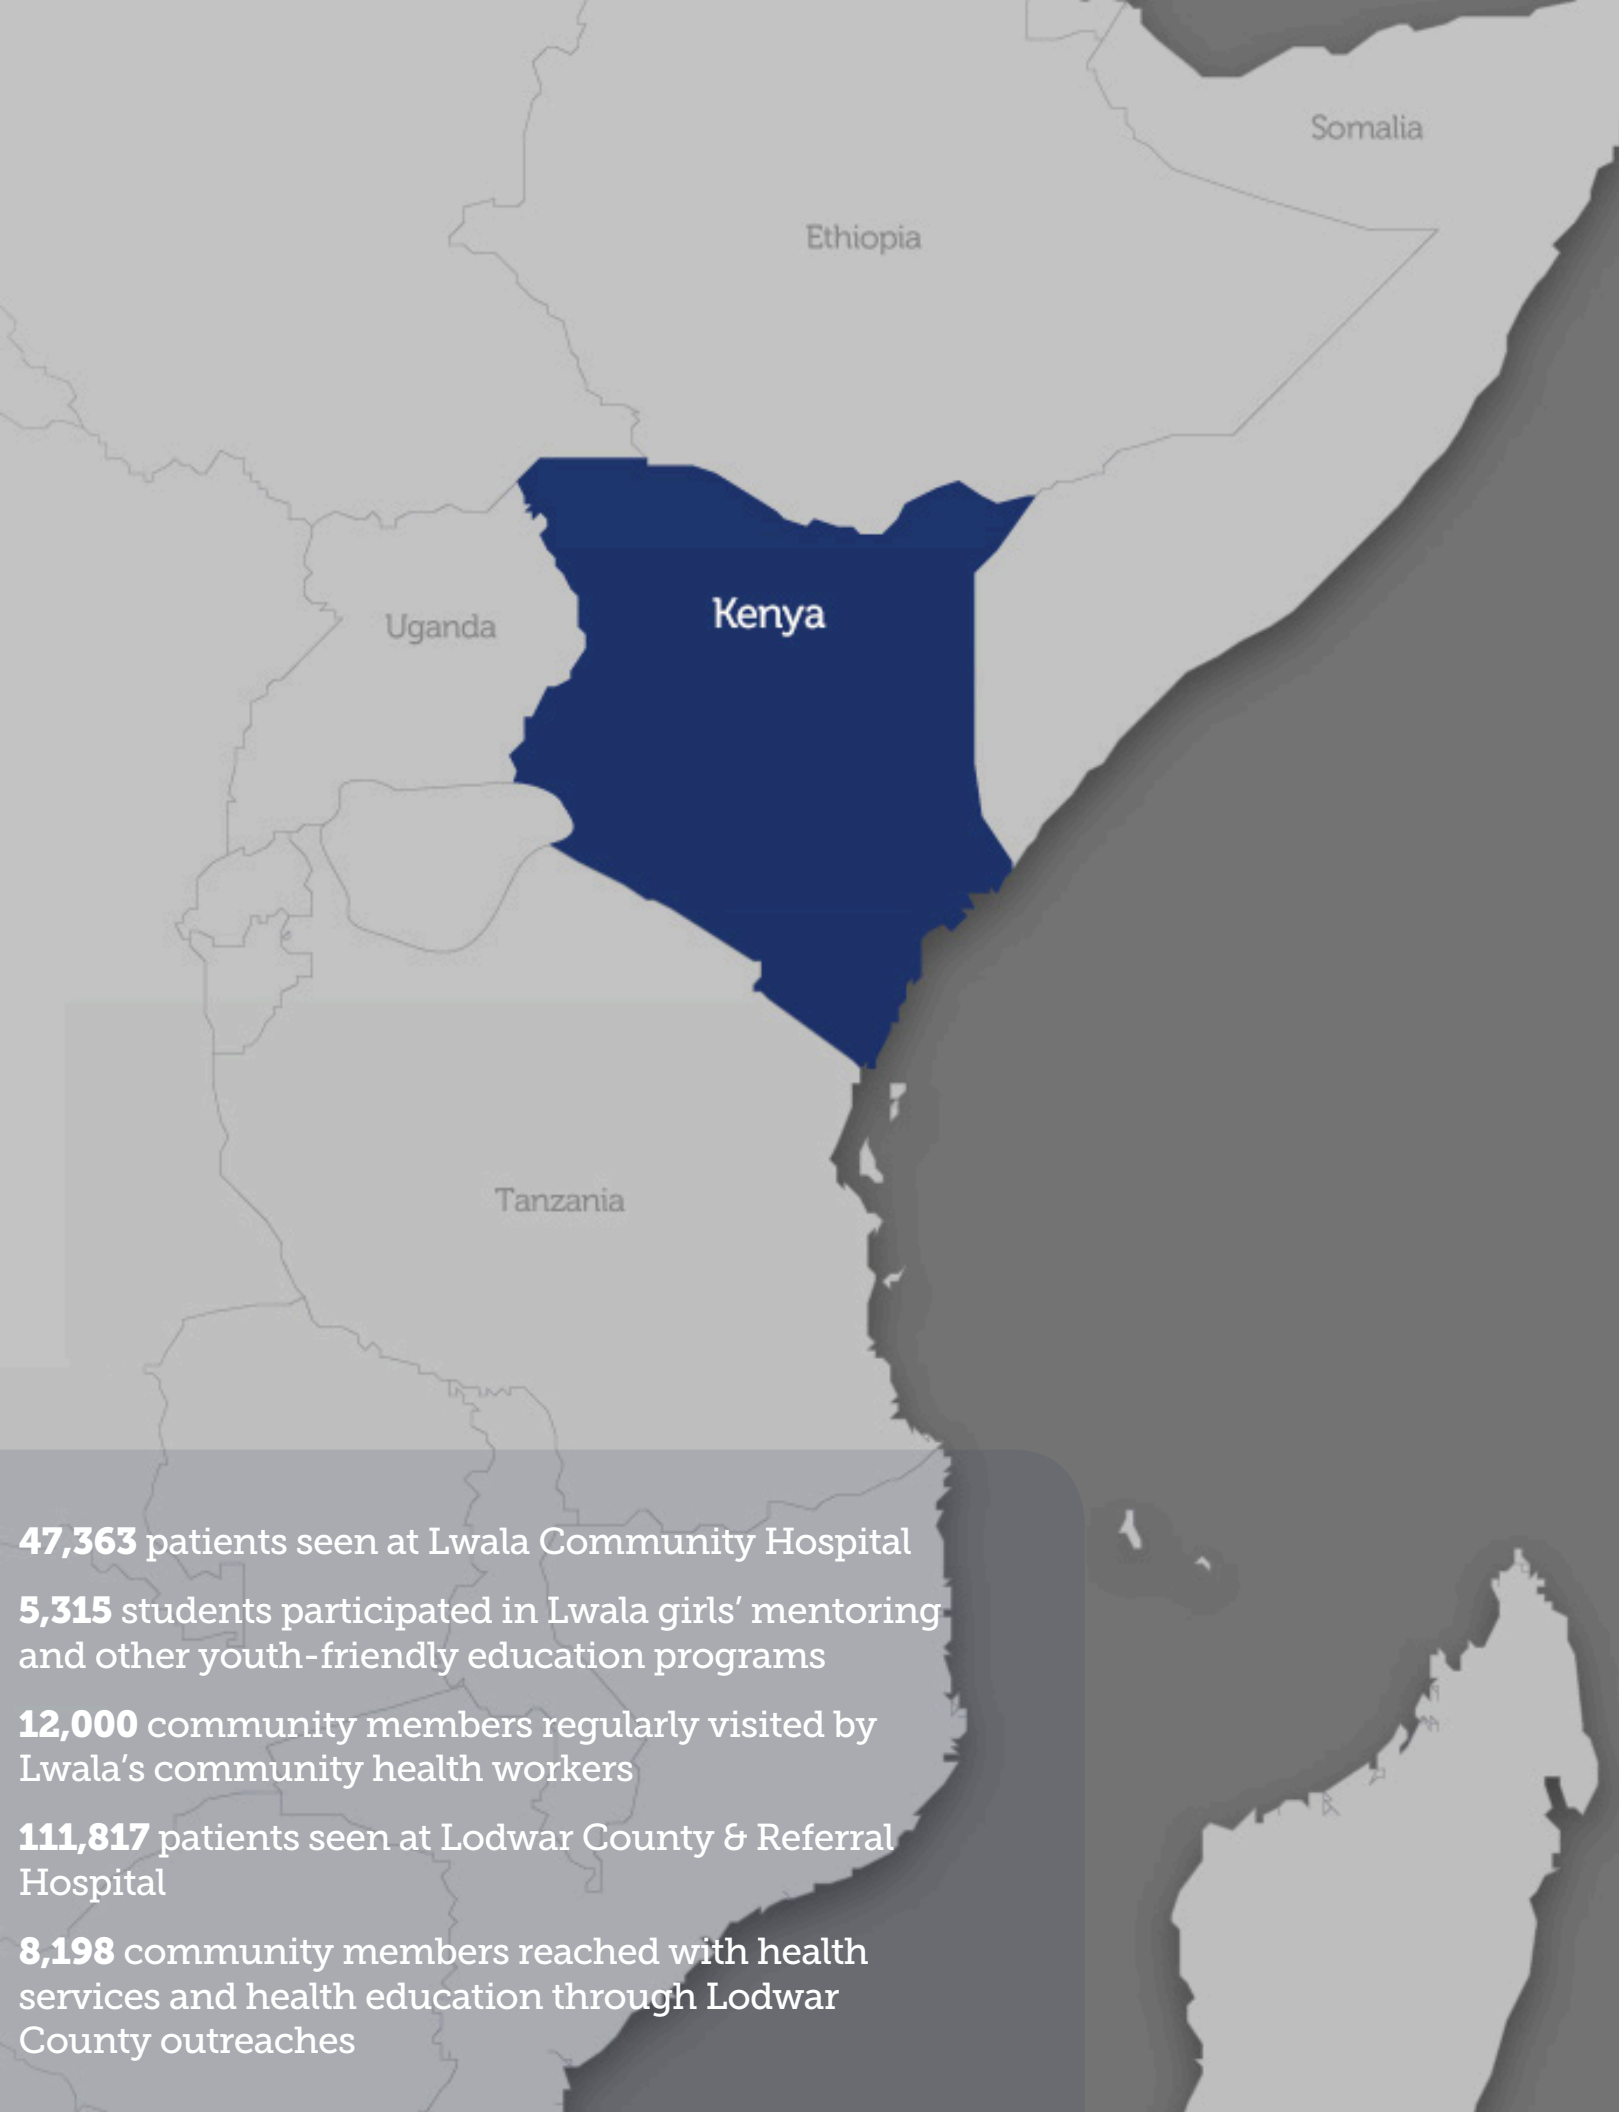 Somalia
Ethiopia
Kenya
Uganda
Tanzania
47,363 patients seen at Lwala Community Hospital
5,315 students participated in Lwala girls’ mentoring
and other youth-friendly education programs
12,000 community members regularly visited by
Lwala’s community health workers
111,817 patients seen at Lodwar County & Referral
Hospital
8,198 community members reached with health
services and health education through Lodwar
County outreaches